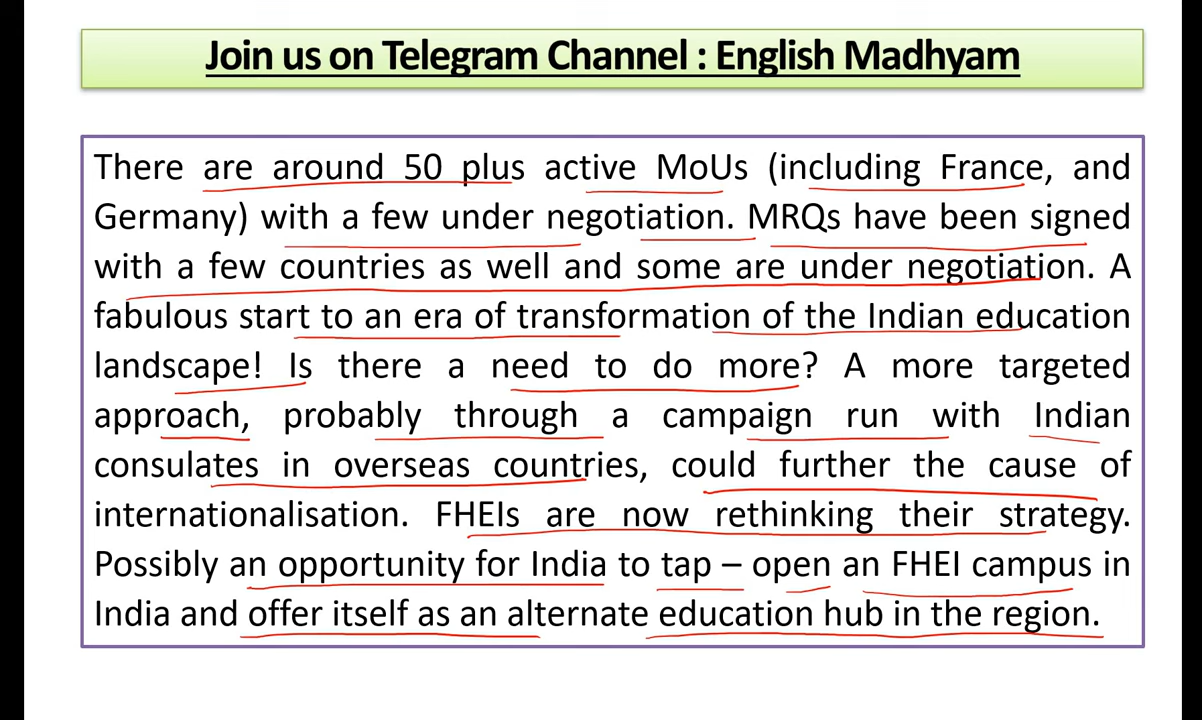 Join us on Telegram Channel : English Madhyam
There are around 50 plus active MoUs (including France, and
Germany) with a few under negotiation. MRQs have been signed
with a few countries as well and some are under negotiation. A
fabulous start to an era of transformation of the Indian education
landscape! Is there a need to do more? A more targeted
approach, probably through a campaign run with Indian
consulates in overseas countries, could further the cause of
internationalisation. FHEIs are now rethinking their strategy.
Possibly an opportunity for India to tap – open an FHEI campus in
India and offer itself as an alternate education hub in the region.